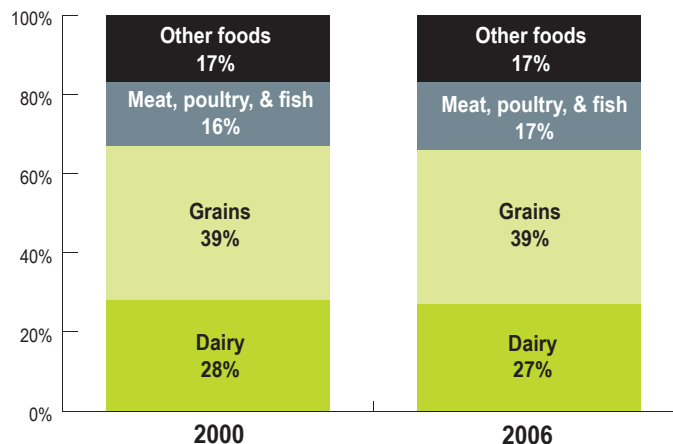 100%
80%
60%
40%
20%
0%
Other foods
17%
Meat, poultry, & fish
16%
Grains
39%
Dairy
28%
Other foods
17%
Meat, poultry, & fish
17%
Grains
39%
Dairy
27%
2000
2006